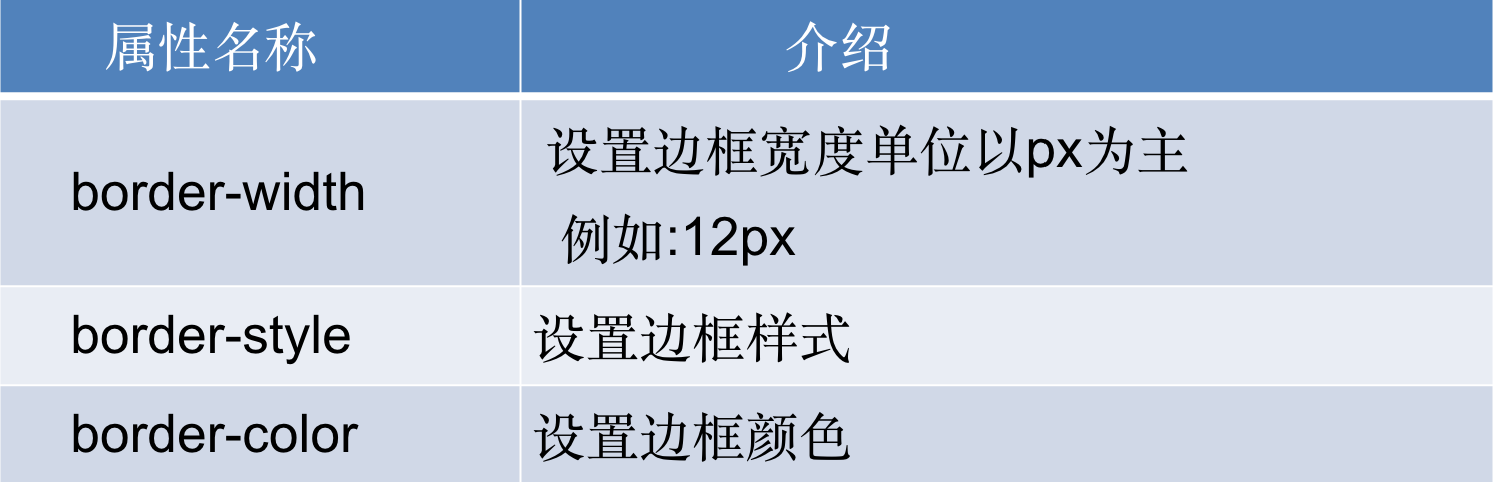 属性名称 介绍
border-width 设置边框宽度单位以px为主
例如:12px
border-style 设置边框样式
border-color 设置边框颜色